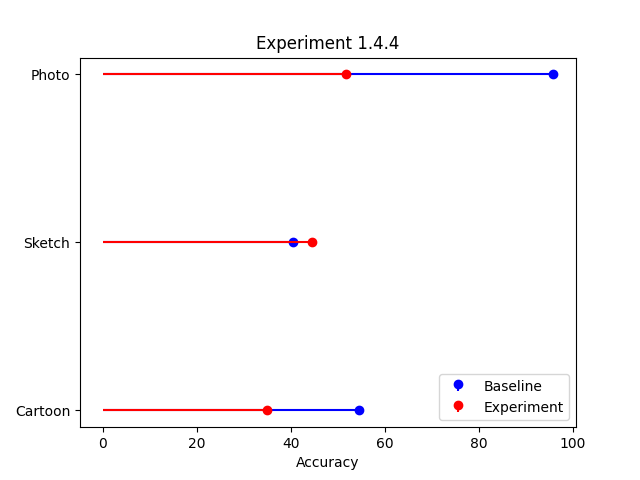 Experiment 1.4.4
Photo
Sketch
Cartoon
Baseline
Experiment
0 20 40 60 80 100
Accuracy